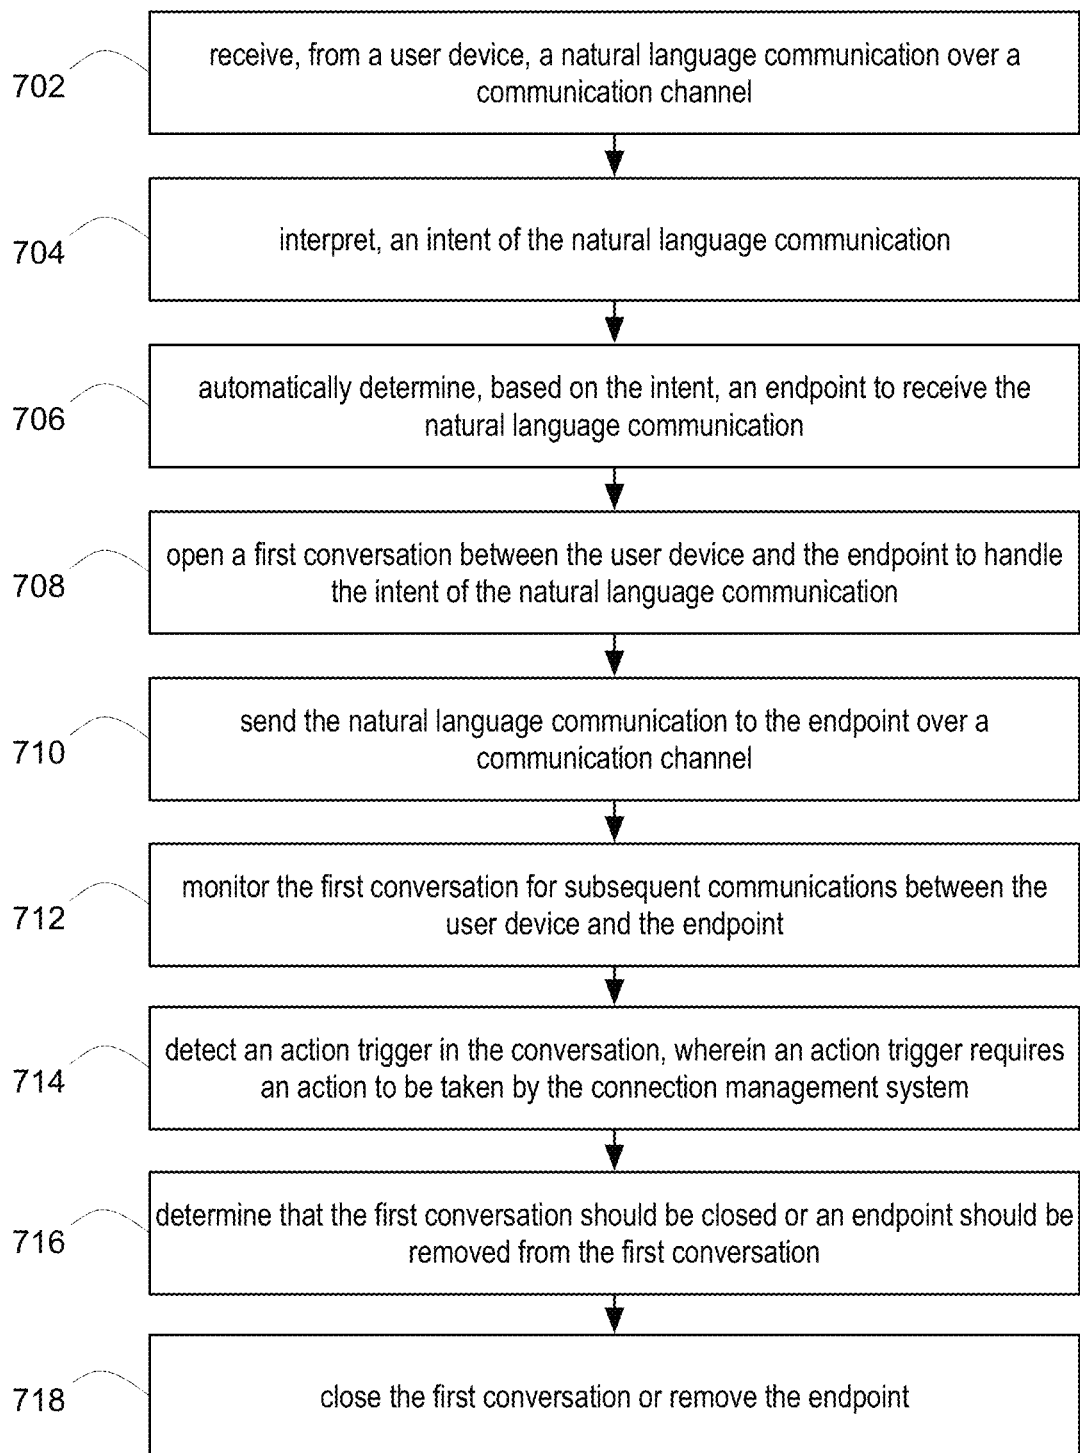 702
receive, from a user device, a natural language communication over a
communication channel
704
interpret, an intent of the natural language communication
706
automatically determine, based on the intent, an endpoint to receive the
natural language communication
708
open a first conversation between the user device and the endpoint to handle
the intent of the natural language communication
710
send the natural language communication to the endpoint over a
communication channel
712
monitor the first conversation for subsequent communications between the
user device and the endpoint
714
detect an action trigger in the conversation, wherein an action trigger requires
an action to be taken by the connection management system
716
determine that the first conversation should be closed or an endpoint should be
removed from the first conversation
718
close the first conversation or remove the endpoint